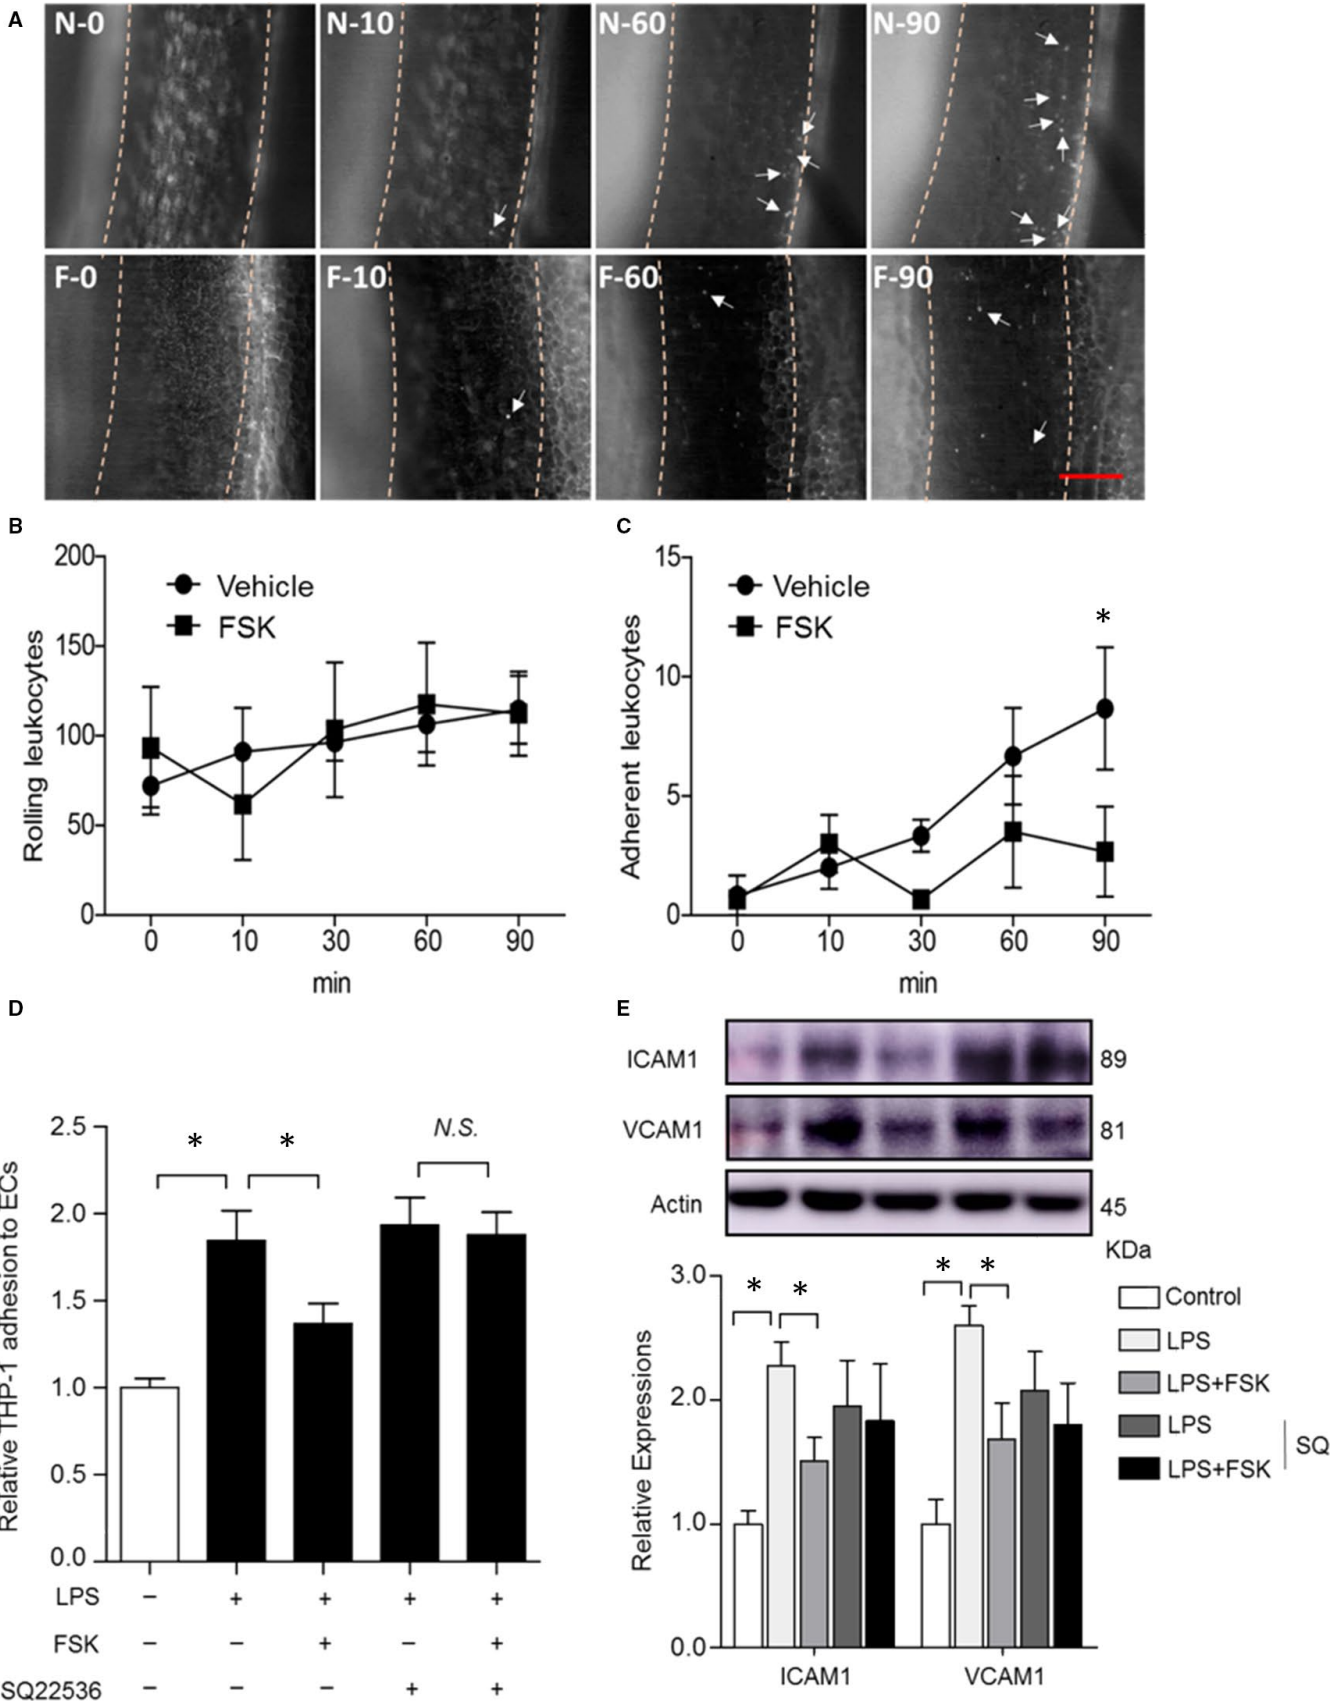 A
N-0
N-10
N-60
N-90
F-0
F-10
F-60
F-90
B
200
150
100
50
0
Rolling leukocytes
Vehicle
FSK
0 10 30 60 90
min
C
15
10
5
0
Adherent leukocytes
Vehicle
FSK
*
0 10 30 60 90
min
D
2.5
2.0
1.5
1.0
0.5
0.0
Relative THP-1 adhesion to ECs
* * N.S.
LPS – + + + +
FSK – – + – +
SQ22536 – – – + +
E
ICAM1 89
VCAM1 81
Actin 45
KDa
3.0
2.0
1.0
0.0
Relative Expressions
* * * *
ICAM1 VCAM1
Control
LPS
LPS+FSK
LPS
LPS+FSK
SQ